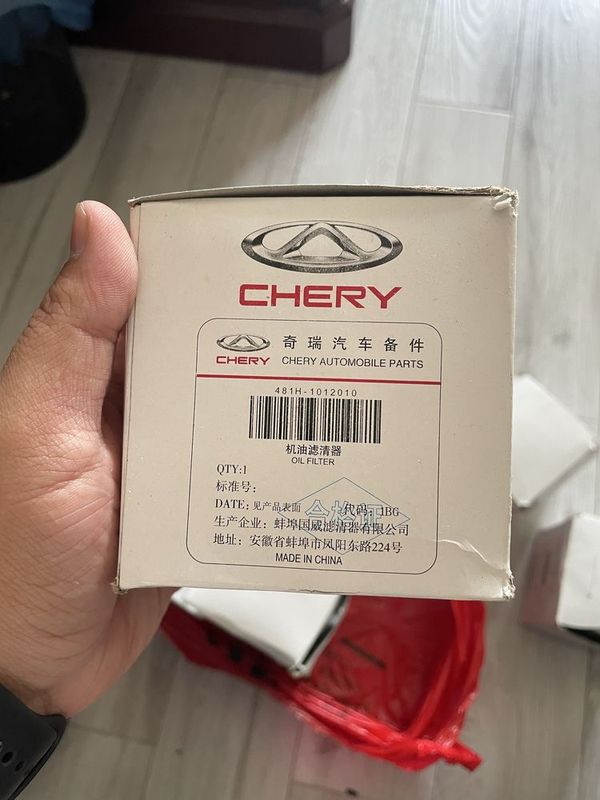 CHERY
CHERY
奇瑞汽车备件
CHERY AUTOMOBILE PARTS
481H-1012010
机油滤清器
OIL FILTER
QTY:1
标准号:
DATE: 见产品表面 代码: 1BG
合格证
生产企业: 蚌埠国威滤清器有限公司
地址: 安徽省蚌埠市凤阳东路224号
MADE IN CHINA